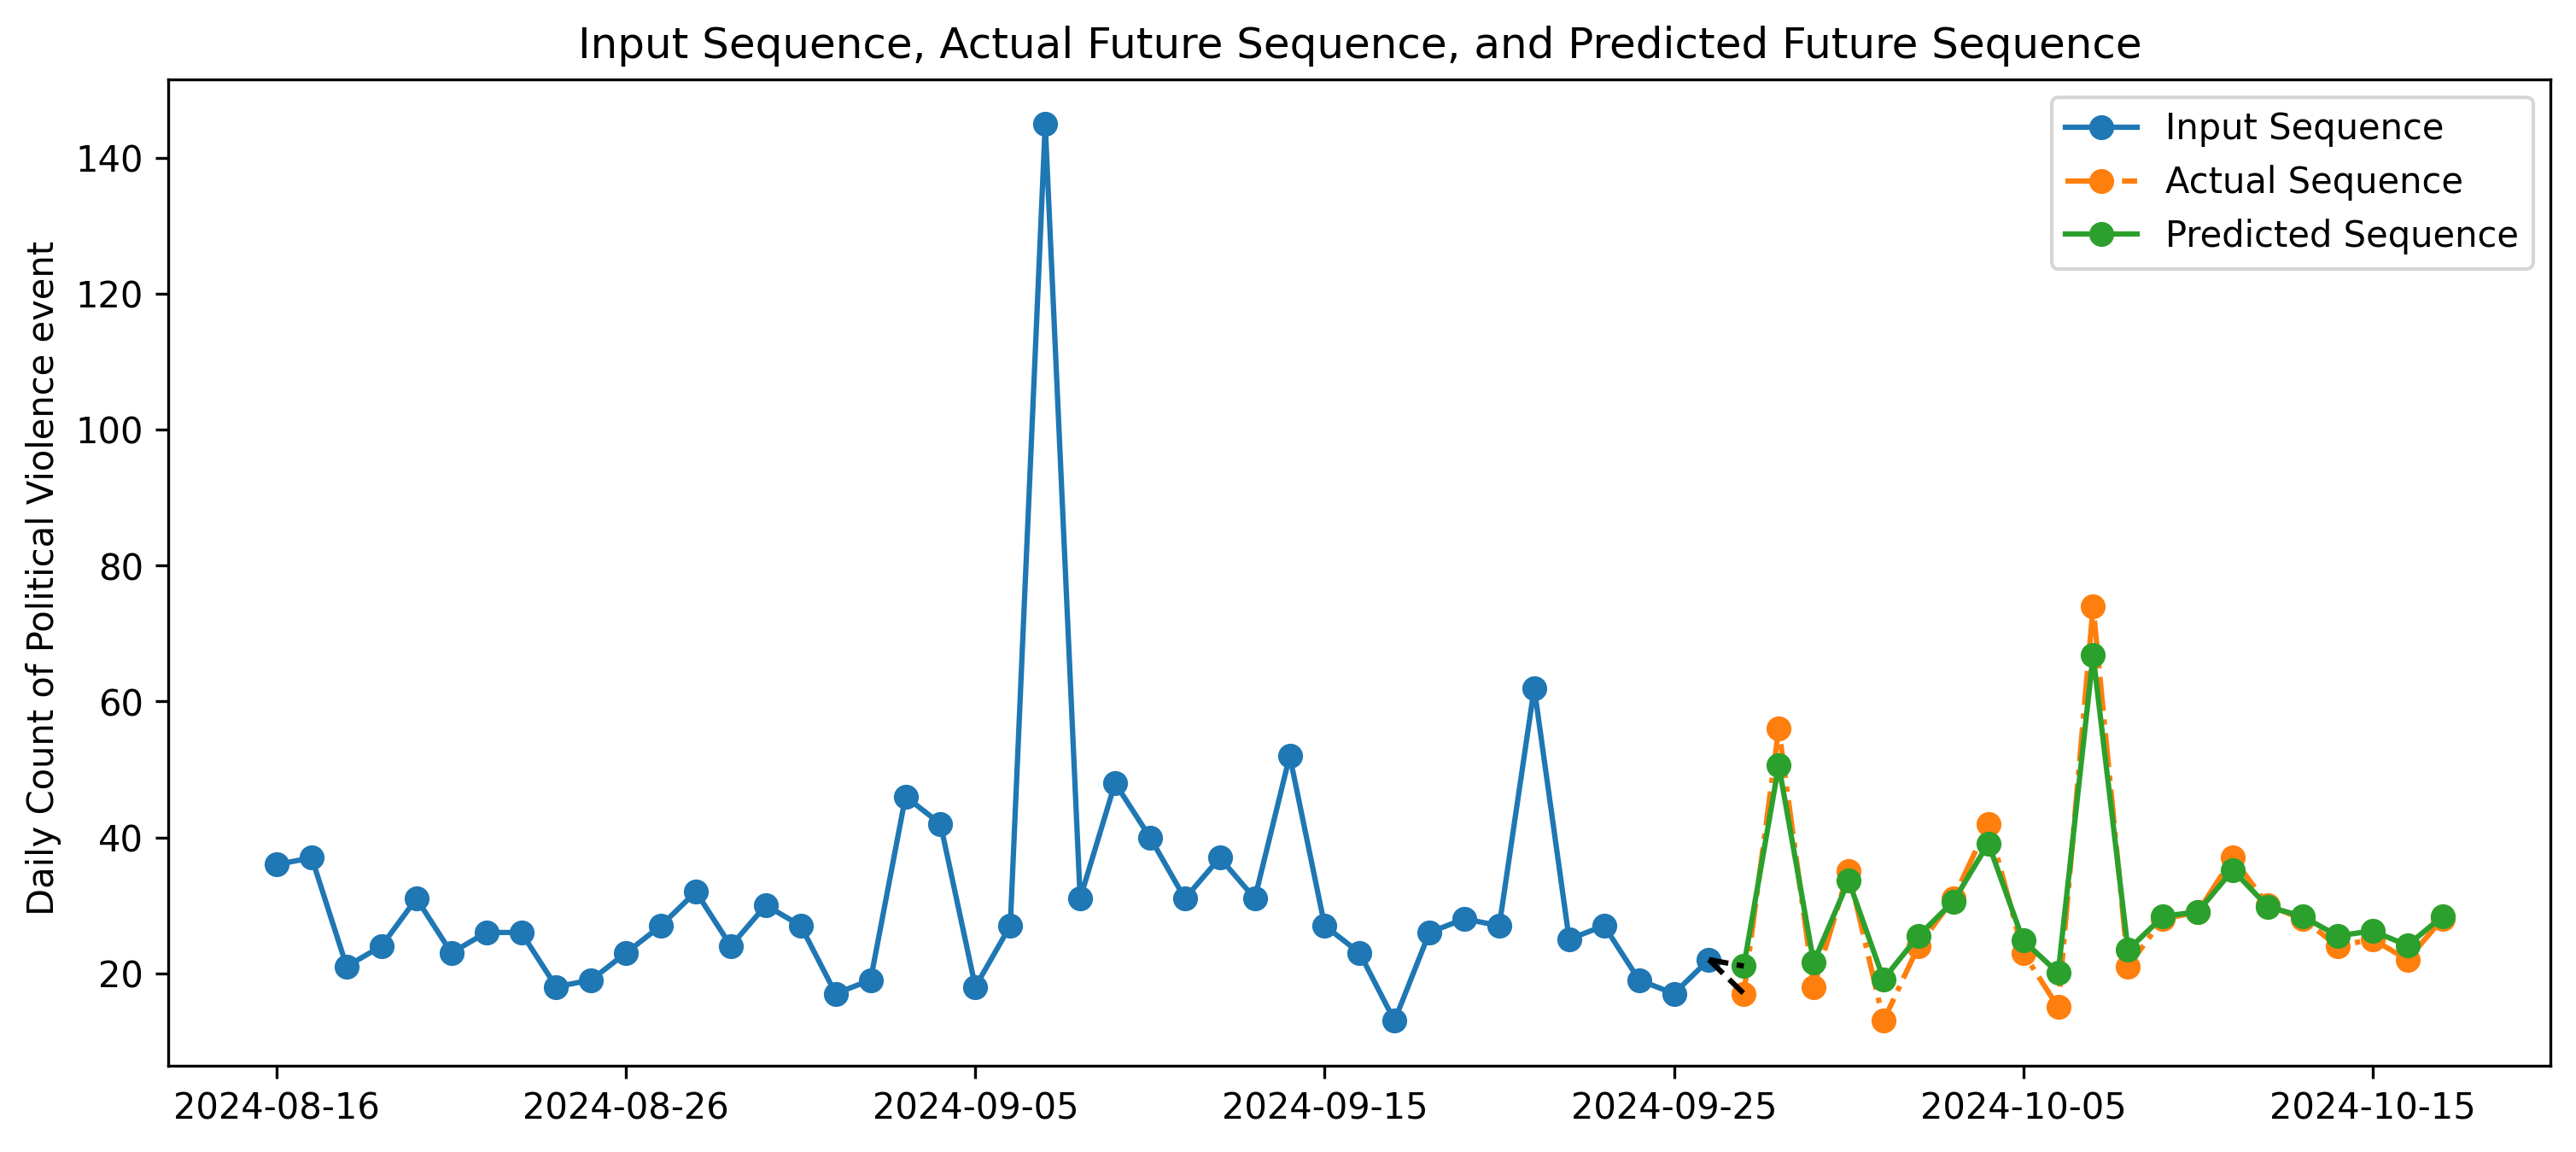 Input Sequence, Actual Future Sequence, and Predicted Future Sequence
Daily Count of Political Violence event
140
120
100
80
60
40
20
Input Sequence
Actual Sequence
Predicted Sequence
2024-08-16
2024-08-26
2024-09-05
2024-09-15
2024-09-25
2024-10-05
2024-10-15